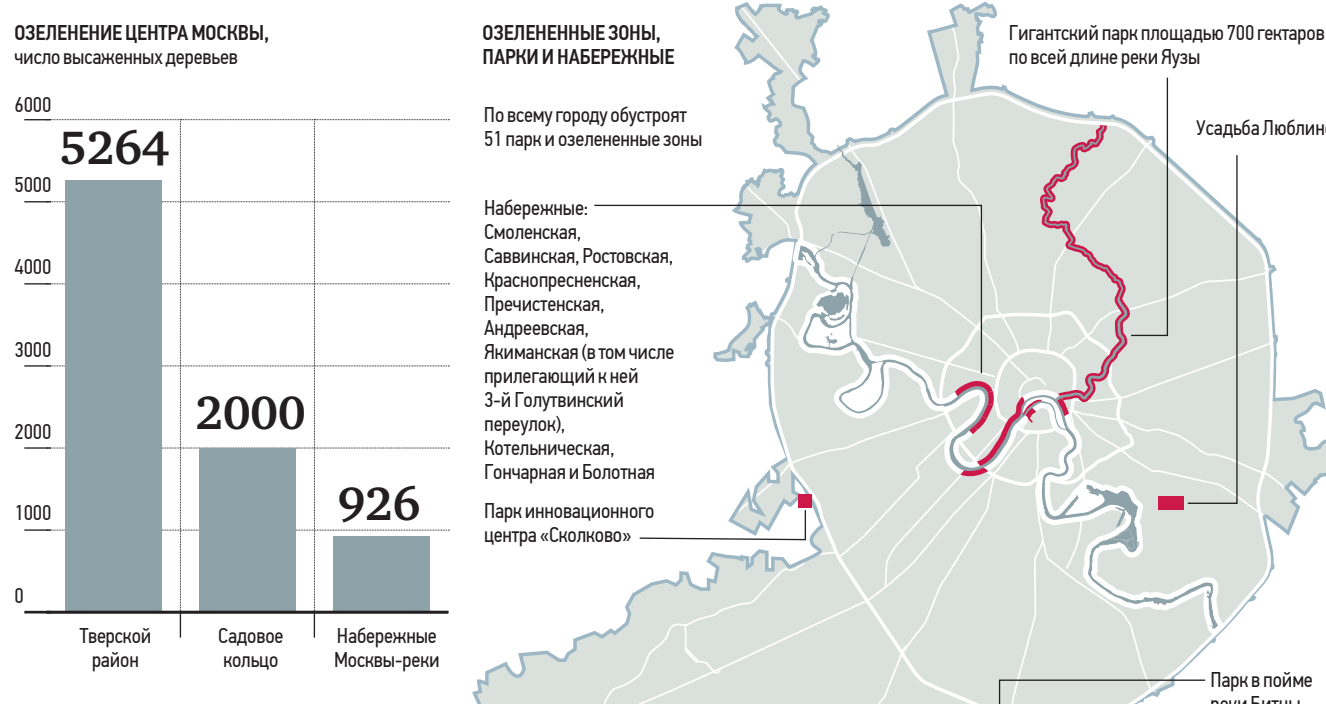 ОЗЕЛЕНЕНИЕ ЦЕНТРА МОСКВЫ,
число высаженных деревьев
6000
5264
5000
4000
3000
2000
2000
926
1000
0
Тверской
район
Садовое
кольцо
Набережные
Москвы-реки
ОЗЕЛЕНЕННЫЕ ЗОНЫ,
ПАРКИ И НАБЕРЕЖНЫЕ
По всему городу обустроят
51 парк и озелененные зоны
Набережные:
Смоленская,
Саввинская, Ростовская,
Краснопресненская,
Пречистенская,
Андреевская,
Якиманская (в том числе
прилегающий к ней
3-й Голутвинский
переулок),
Котельническая,
Гончарная и Болотная
Парк инновационного
центра «Сколково»
Гигантский парк площадью 700 гектаров
по всей длине реки Яузы
Усадьба Люблино
Парк в пойме
реки Битцы